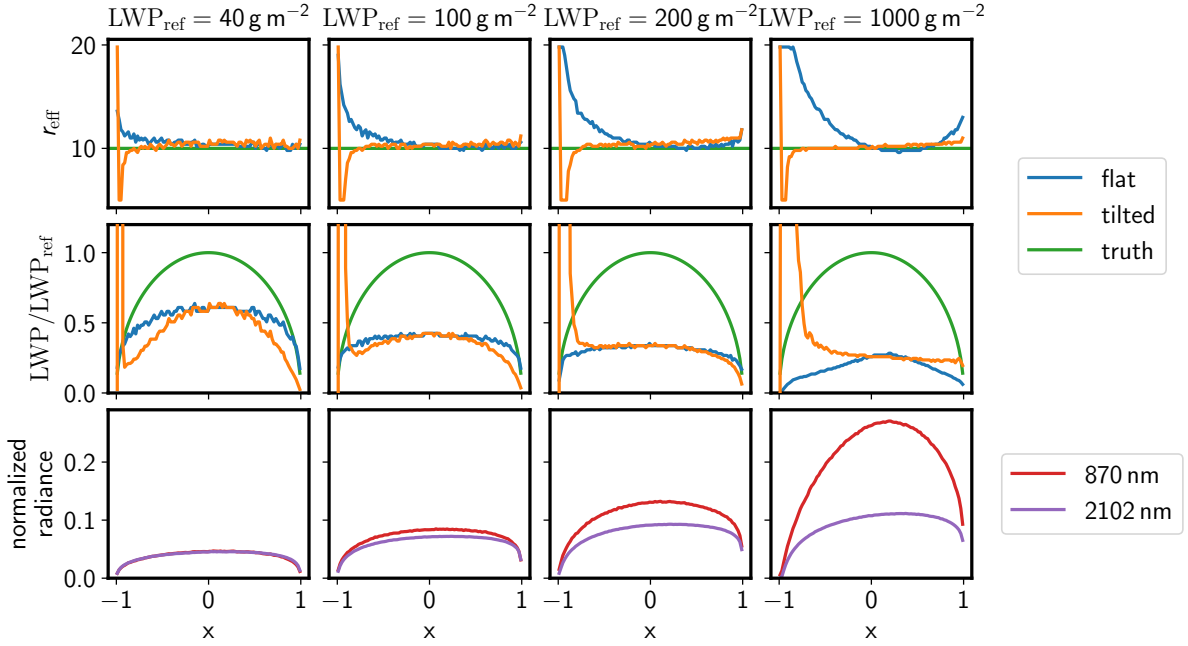 LWP_ref = 40 g m⁻² LWP_ref = 100 g m⁻² LWP_ref = 200 g m⁻² LWP_ref = 1000 g m⁻²
20
10
r_eff
flat
tilted
truth
1.0
0.5
0.0
LWP/LWP_ref
0.2
0.1
0.0
normalized
radiance
870 nm
2102 nm
−1 0 1 −1 0 1 −1 0 1 −1 0 1
x x x x